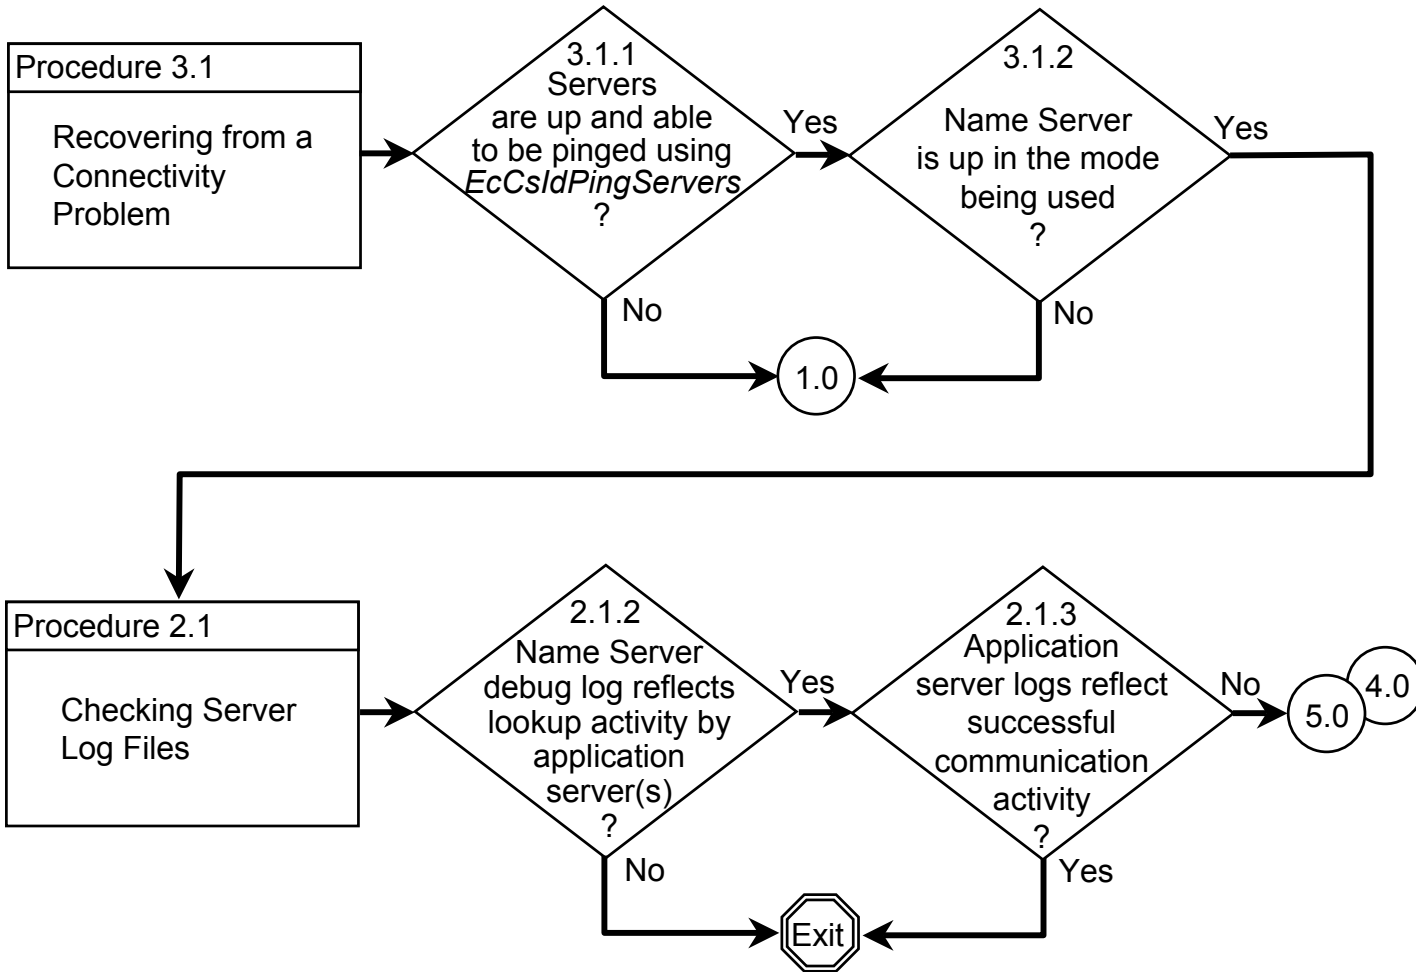 Procedure 3.1
Recovering from a
Connectivity
Problem
3.1.1
Servers
are up and able
to be pinged using
EcCsIdPingServers
?
Yes
No
3.1.2
Name Server
is up in the mode
being used
?
Yes
No
1.0
Procedure 2.1
Checking Server
Log Files
2.1.2
Name Server
debug log reflects
lookup activity by
application
server(s)
?
Yes
No
2.1.3
Application
server logs reflect
successful
communication
activity
?
No
Yes
5.0
4.0
Exit